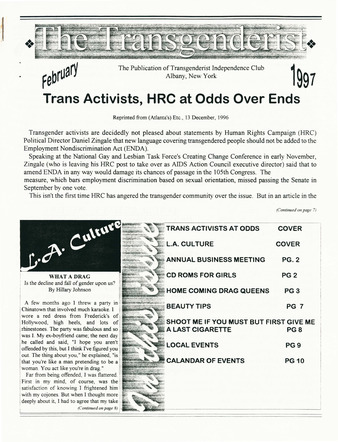 The Transgenderist
February
The Publication of Transgenderist Independence Club
Albany, New York
1997
Trans Activists, HRC at Odds Over Ends
Reprinted from (Atlanta's) Etc., 13 December, 1996
Transgender activists are decidedly not pleased about statements by Human Rights Campaign (HRC)
Political Director Daniel Zingale that new language covering transgendered people should not be added to the
Employment Nondiscrimination Act (ENDA).
Speaking at the National Gay and Lesbian Task Force's Creating Change Conference in early November,
Zingale (who is leaving his HRC post to take over as AIDS Action Council executive director) said that to
amend ENDA in any way would damage its chances of passage in the 105th Congress. The
measure, which bars employment discrimination based on sexual orientation, missed passing the Senate in
September by one vote.
This isn't the first time HRC has angered the transgender community over the issue. But in an article in the
(Continued on page 7)
L.A. Culture
WHAT A DRAG
Is the decline and fall of gender upon us?
By Hillary Johnson
A few months ago I threw a party in
Chinatown that involved much karaoke. I
wore a red dress from Frederick's of
Hollywood, high heels, and lots of
rhinestones. The party was fabulous and so
was I. My ex-boyfriend came; the next day
he called and said, "I hope you aren't
offended by this, but I think I've figured you
out. The thing about you," he explained, "is
that you're like a man pretending to be a
woman. You act like you're in drag."
Far from being offended, I was flattered.
First in my mind, of course, was the
satisfaction of knowing I frightened him
with my cojones. But when I thought more
deeply about it, I had to agree that my take
(Continued on page 8)
In this issue
TRANS ACTIVISTS AT ODDS COVER
L.A. CULTURE COVER
ANNUAL BUSINESS MEETING PG. 2
CD ROMS FOR GIRLS PG 2
HOME COMING DRAG QUEENS PG 3
BEAUTY TIPS PG 7
SHOOT ME IF YOU MUST BUT FIRST GIVE ME
A LAST CIGARETTE PG 8
LOCAL EVENTS PG 9
CALANDAR OF EVENTS PG 10